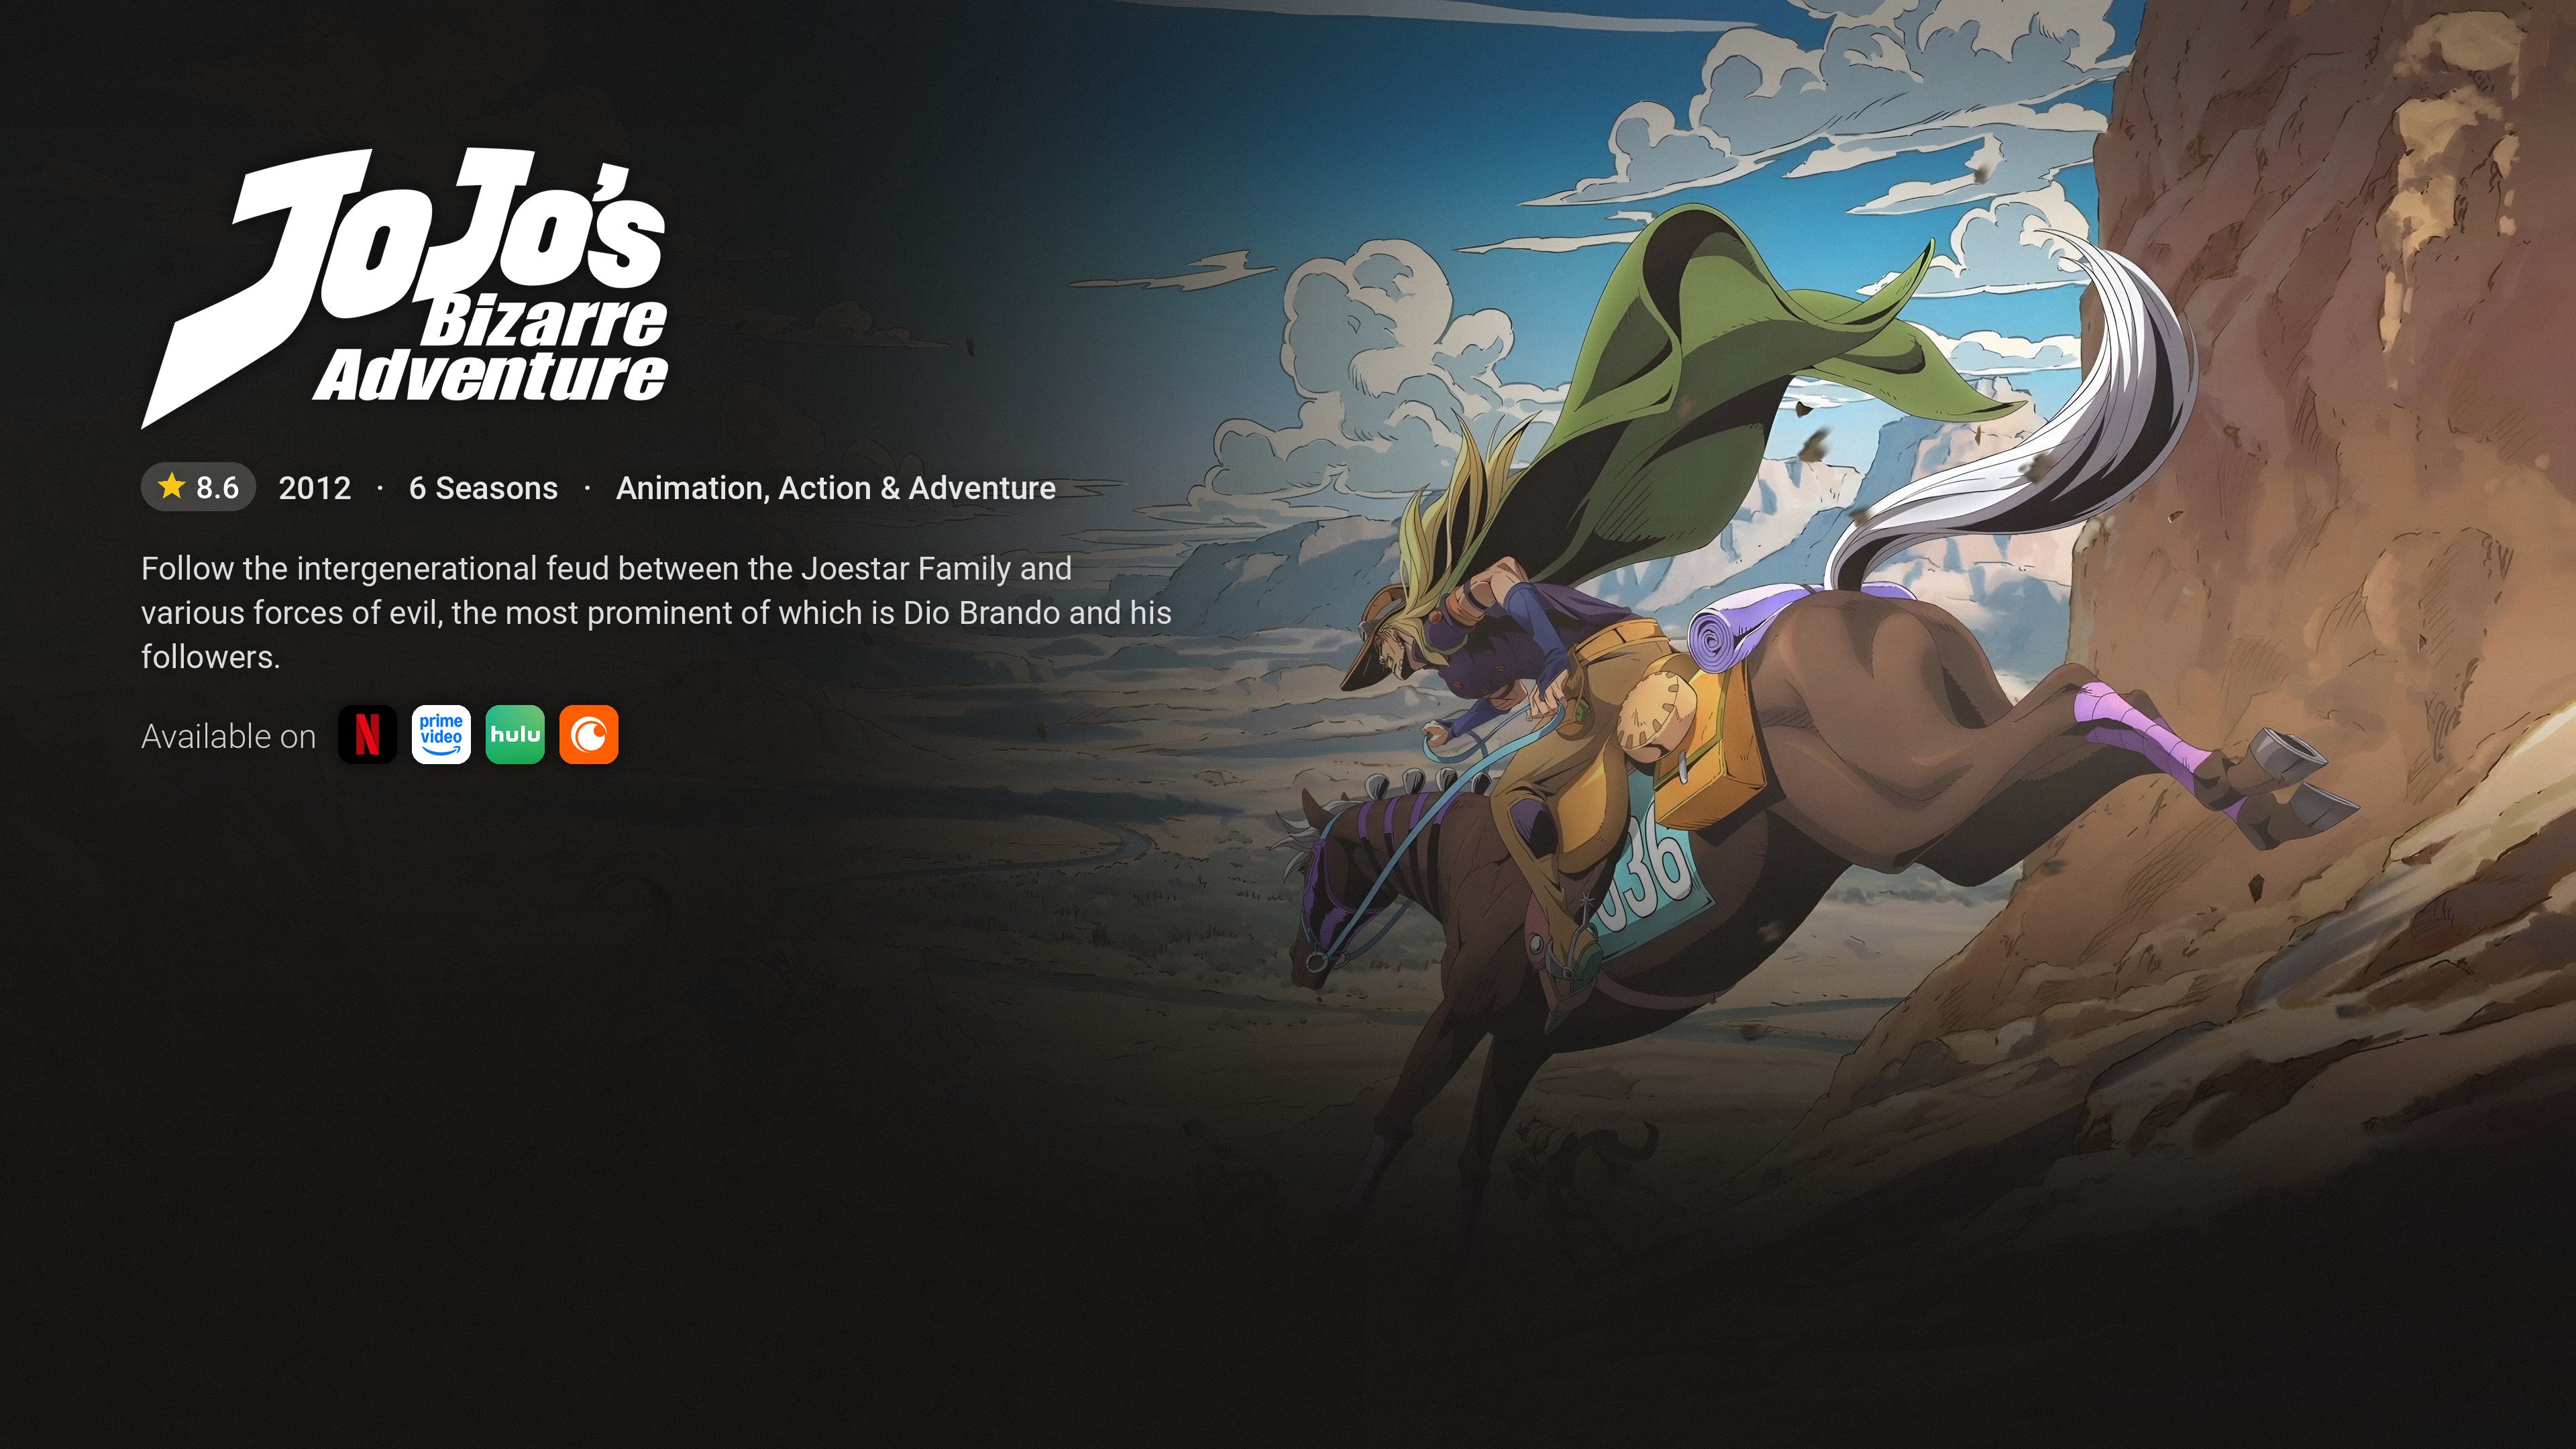 JoJo's
Bizarre
Adventure
8.6 2012 · 6 Seasons · Animation, Action & Adventure
Follow the intergenerational feud between the Joestar Family and
various forces of evil, the most prominent of which is Dio Brando and his
followers.
Available on N prime video hulu
036